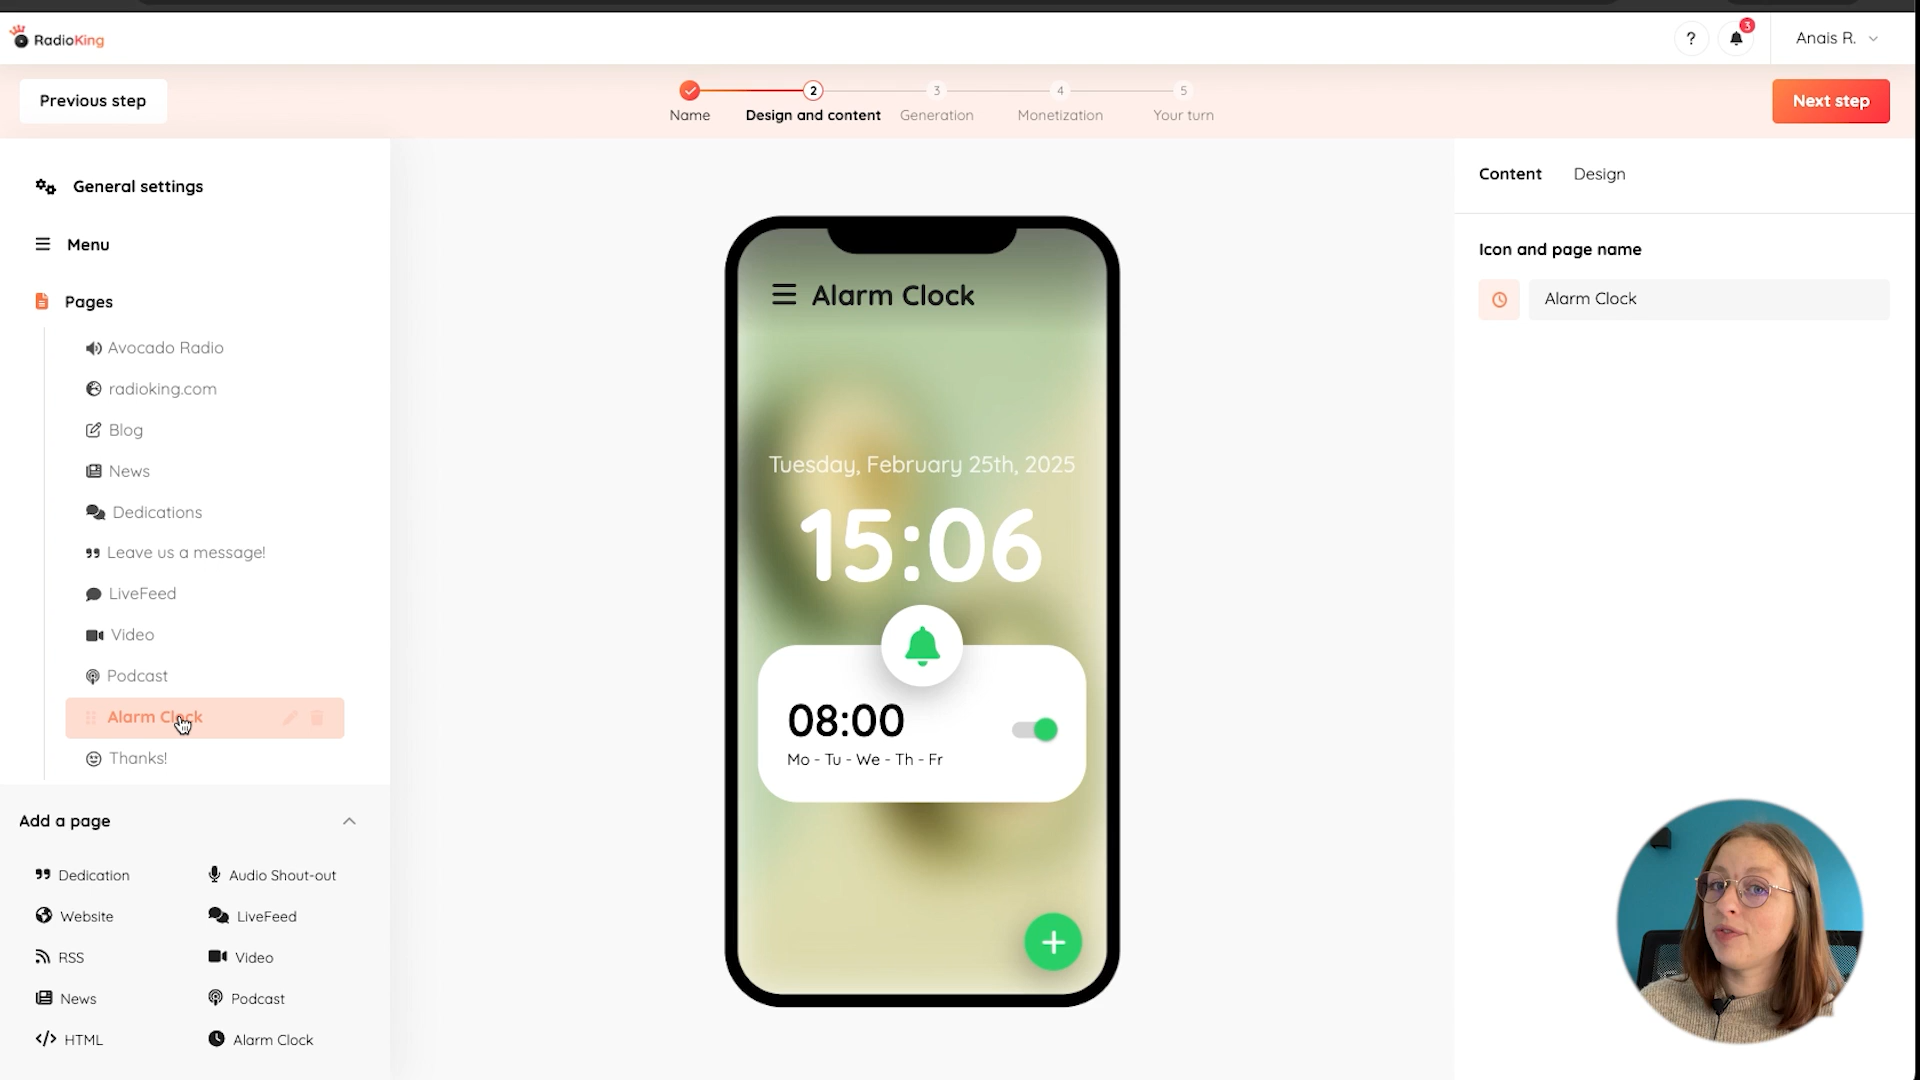 RadioKing
?
3
Anais R.
Previous step
2
3
4
5
Name
Design and content
Generation
Monetization
Your turn
Next step
General settings
Menu
Pages
Avocado Radio
radioking.com
Blog
News
Dedications
Leave us a message!
LiveFeed
Video
Podcast
Alarm Clock
Thanks!
Add a page
Dedication
Audio Shout-out
Website
LiveFeed
RSS
Video
News
Podcast
HTML
Alarm Clock
Alarm Clock
Tuesday, February 25th, 2025
15:06
08:00
Mo - Tu - We - Th - Fr
Content
Design
Icon and page name
Alarm Clock